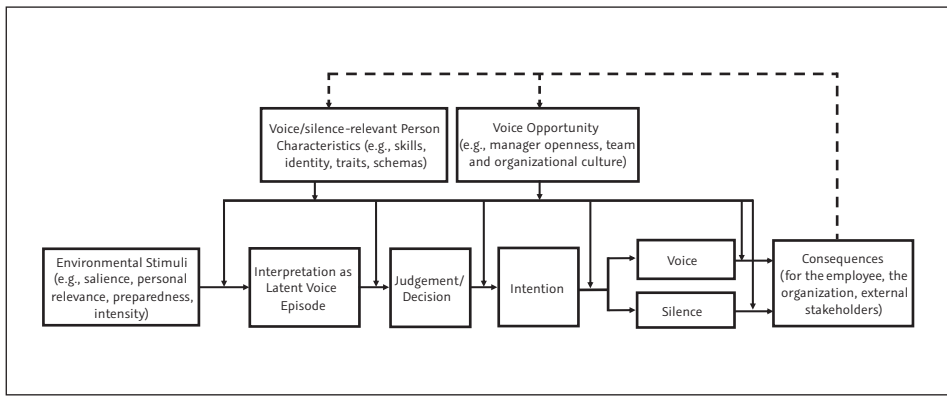 Voice/silence-relevant Person
Characteristics (e.g., skills,
identity, traits, schemas)
Voice Opportunity
(e.g., manager openness, team
and organizational culture)
Environmental Stimuli
(e.g., salience, personal
relevance, preparedness,
intensity)
Interpretation as
Latent Voice
Episode
Judgement/
Decision
Intention
Voice
Silence
Consequences
(for the employee, the
organization, external
stakeholders)